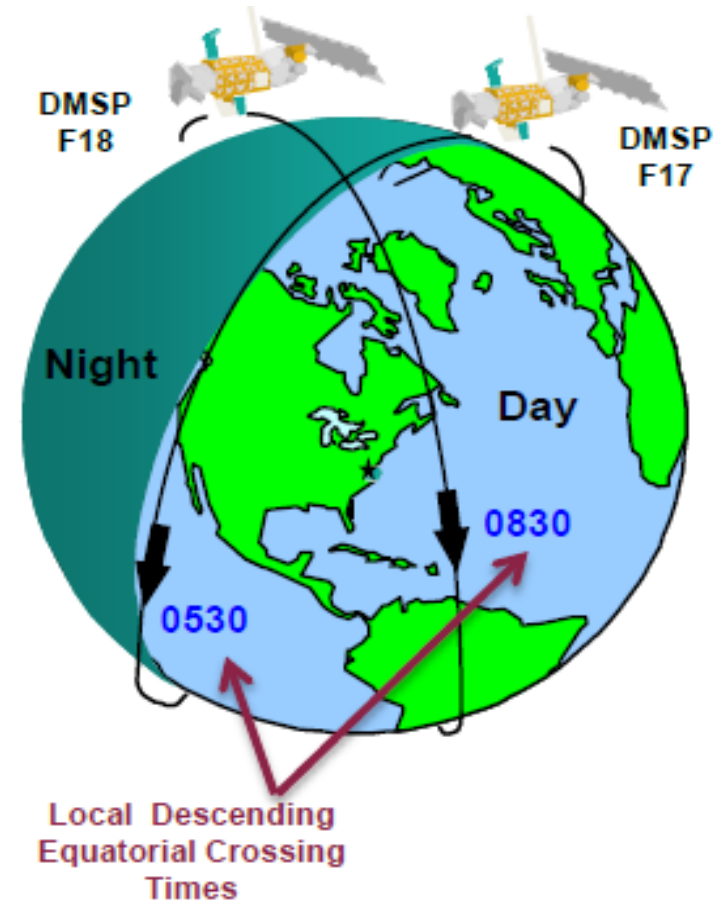 DMSP
F18
DMSP
F17
Night
Day
0830
0530
Local Descending
Equatorial Crossing
Times